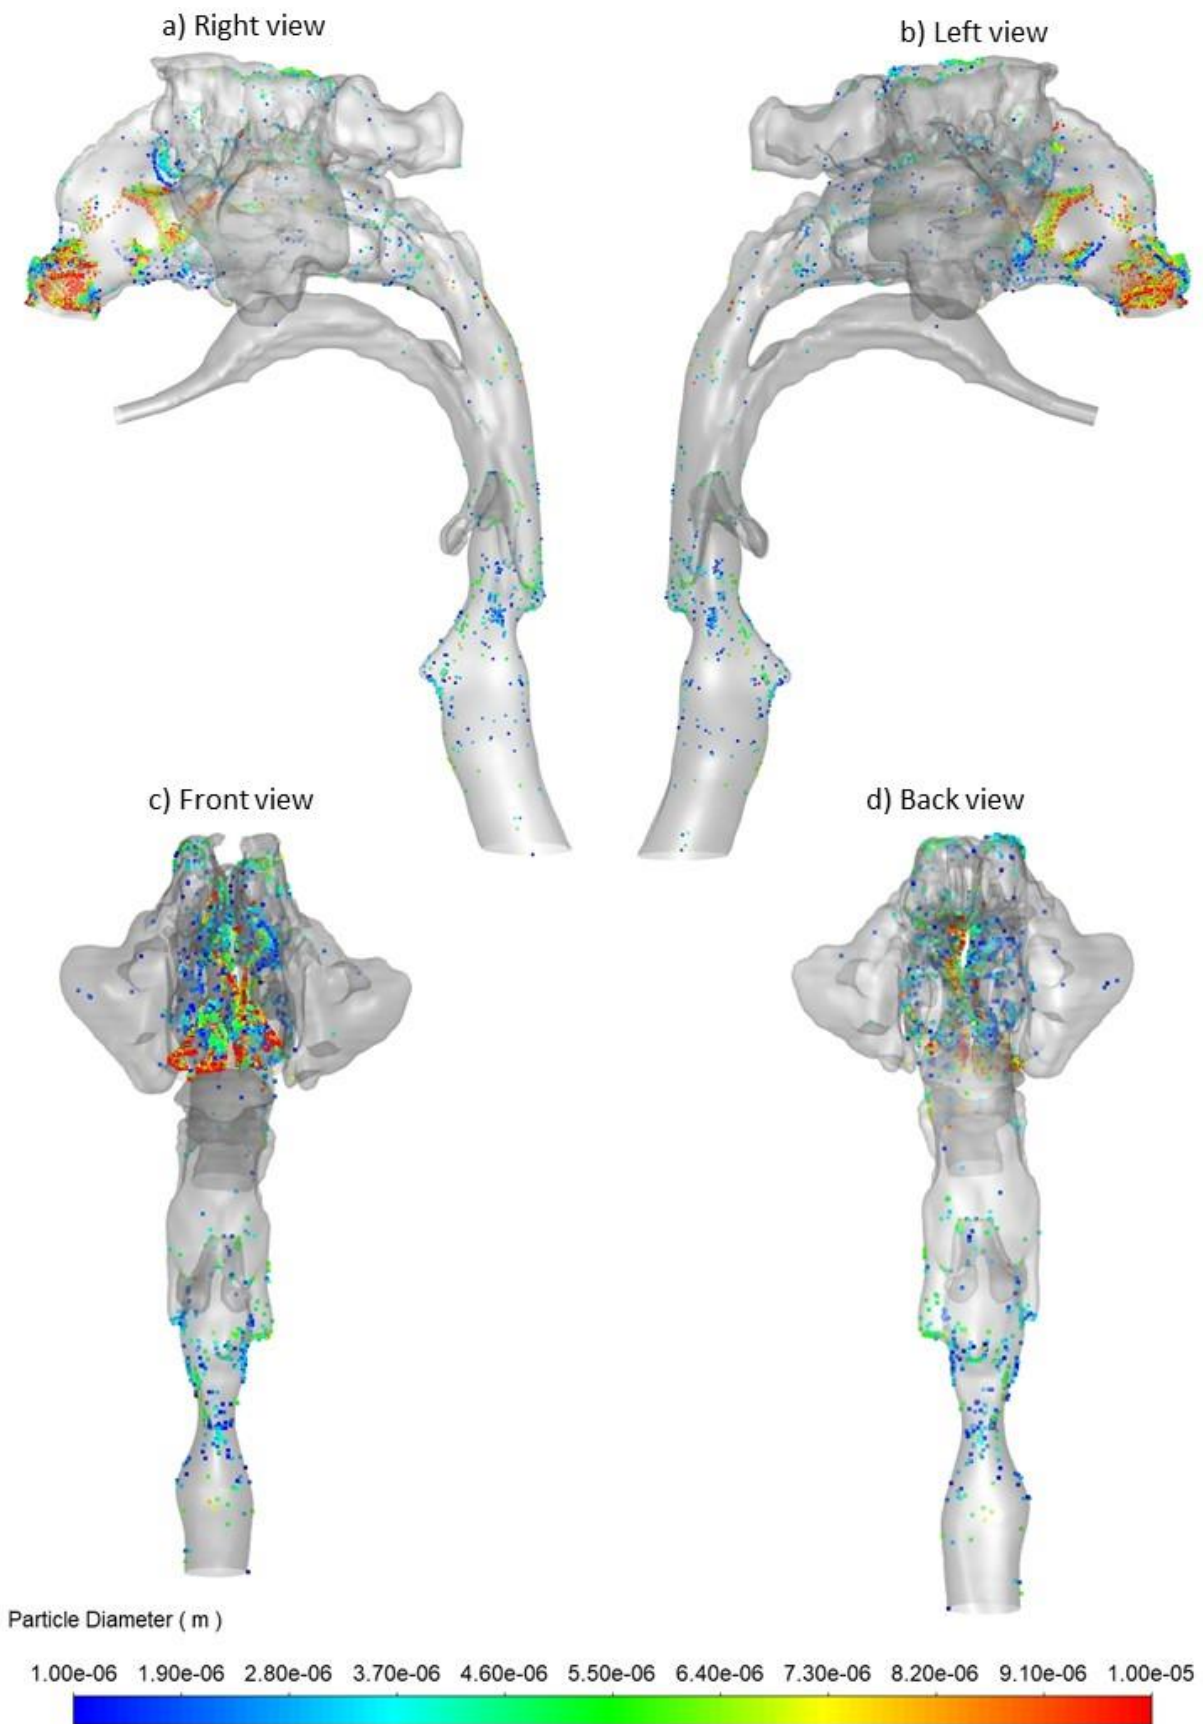 a) Right view
b) Left view
c) Front view
d) Back view
Particle Diameter ( m )
1.00e-06 1.90e-06 2.80e-06 3.70e-06 4.60e-06 5.50e-06 6.40e-06 7.30e-06 8.20e-06 9.10e-06 1.00e-05